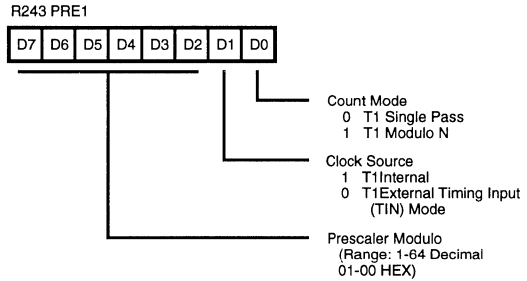 R243 PRE1
D7 D6 D5 D4 D3 D2 D1 D0
Count Mode
0 T1 Single Pass
1 T1 Modulo N
Clock Source
1 T1Internal
0 T1External Timing Input
(TIN) Mode
Prescaler Modulo
(Range: 1-64 Decimal
01-00 HEX)